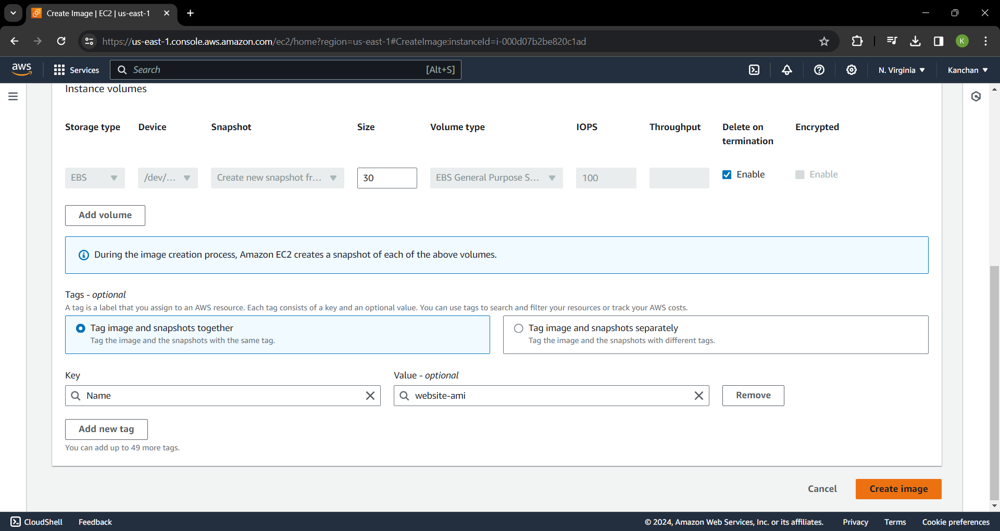 Create Image | EC2 | us-east-1
https://us-east-1.console.aws.amazon.com/ec2/home?region=us-east-1#CreateImage:instanceId=i-000d07b2be820c1ad
K
aws
Services
Search
[Alt+S]
N. Virginia
Kanchan
Instance volumes
Storage type Device Snapshot Size Volume type IOPS Throughput Delete on termination Encrypted
EBS /dev/... Create new snapshot fr... 30 EBS General Purpose S... 100 Enable Enable
Add volume
During the image creation process, Amazon EC2 creates a snapshot of each of the above volumes.
Tags - optional
A tag is a label that you assign to an AWS resource. Each tag consists of a key and an optional value. You can use tags to search and filter your resources or track your AWS costs.
Tag image and snapshots together
Tag the image and the snapshots with the same tag.
Tag image and snapshots separately
Tag the image and the snapshots with different tags.
Key
Value - optional
Name
website-ami
Remove
Add new tag
You can add up to 49 more tags.
Cancel
Create image
CloudShell
Feedback
© 2024, Amazon Web Services, Inc. or its affiliates.
Privacy
Terms
Cookie preferences